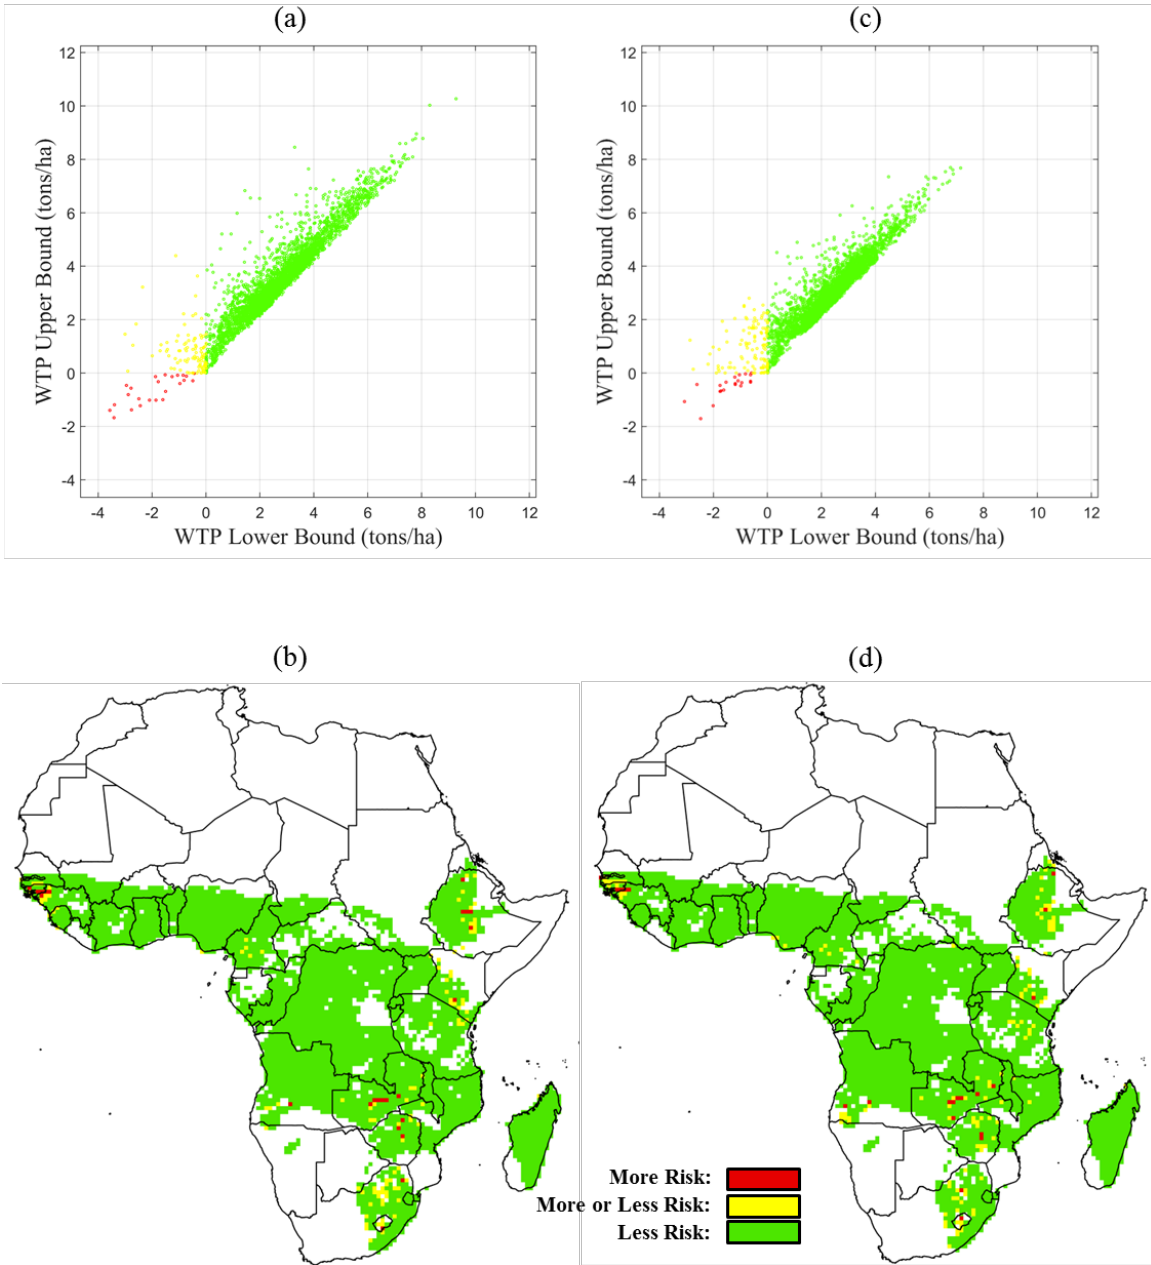 (a)
(c)
12
10
8
6
4
2
0
-2
-4
WTP Upper Bound (tons/ha)
-4 -2 0 2 4 6 8 10 12
WTP Lower Bound (tons/ha)
12
10
8
6
4
2
0
-2
-4
WTP Upper Bound (tons/ha)
-4 -2 0 2 4 6 8 10 12
WTP Lower Bound (tons/ha)
(b)
(d)
More Risk:
More or Less Risk:
Less Risk: